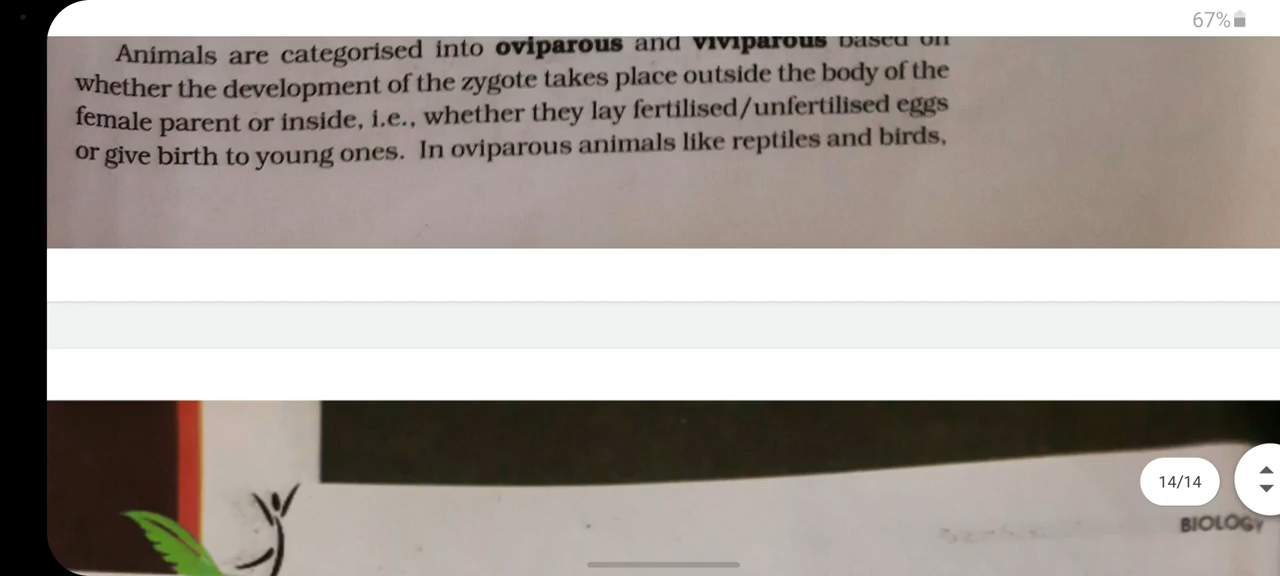 67%
Animals are categorised into oviparous and viviparous based on
whether the development of the zygote takes place outside the body of the
female parent or inside, i.e., whether they lay fertilised/unfertilised eggs
or give birth to young ones. In oviparous animals like reptiles and birds,
14/14
BIOLOGY